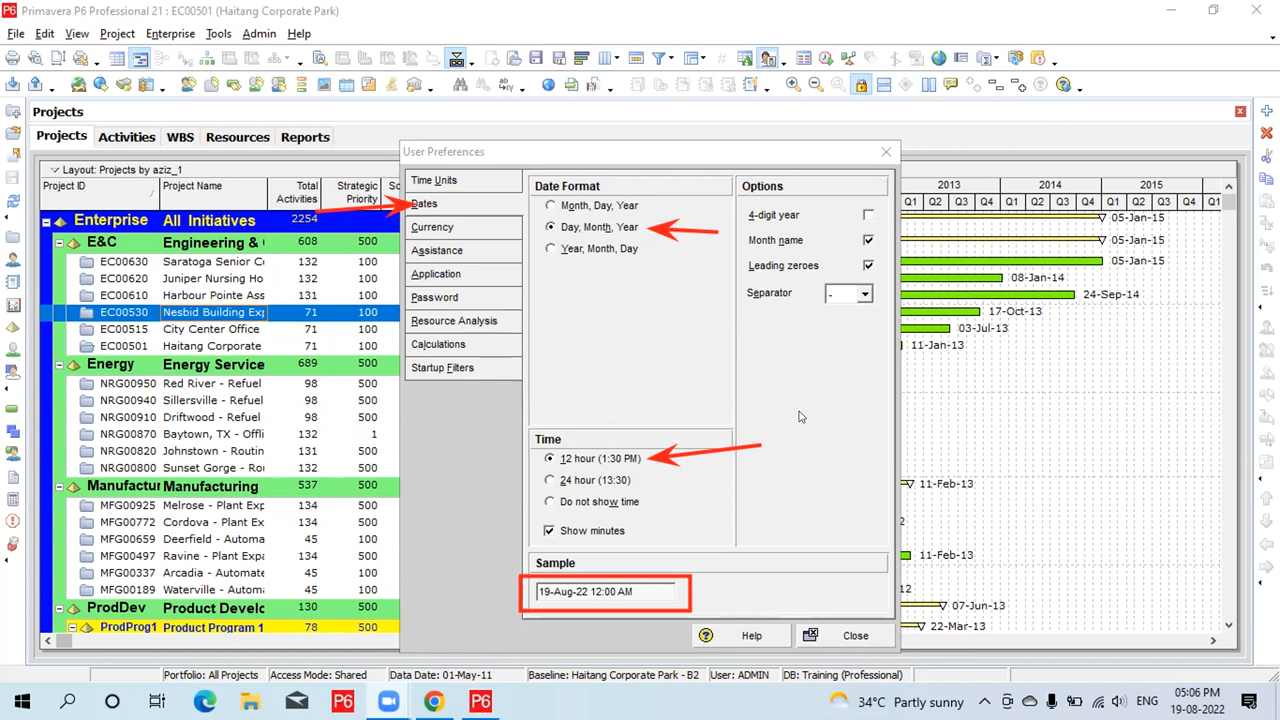 Primavera P6 Professional 21 : EC00501 (Haitang Corporate Park)
File Edit View Project Enterprise Tools Admin Help
Projects
Projects Activities WBS Resources Reports
Layout: Projects by aziz_1
Project ID Project Name Total Activities Strategic Priority
Enterprise All Initiatives 2254
E&C Engineering & 608 500
EC00630 Saratoga Senior 132 100
EC00620 Juniper Nursing 132 100
EC00610 Harbour Pointe Ass 131 100
EC00530 Nesbid Building Exp 71 100
EC00515 City Center Office 71 100
EC00501 Haitang Corporate 71 100
Energy Energy Service 689 500
NRG00950 Red River - Refuel 98 500
NRG00940 Sillersville - Refuel 98 500
NRG00910 Driftwood - Refuel 98 500
NRG00870 Baytown, TX - Offli 132 1
NRG00820 Johnstown - Routin 131 500
NRG00800 Sunset Gorge - Rou 132 500
Manufactur Manufacturing 537 500
MFG00925 Melrose - Plant Exp 134 500
MFG00772 Cordova - Plant Ex 134 500
MFG00659 Deerfield - Automa 45 100
MFG00497 Ravine - Plant Expa 134 500
MFG00337 Arcadia - Automate 45 100
MFG00189 Waterville - Automa 45 100
ProdDev Product Develo 130 500
ProdProg1 Product Program 1 78 500
User Preferences
Time Units
Dates
Currency
Assistance
Application
Password
Resource Analysis
Calculations
Startup Filters
Date Format
Month, Day, Year
Day, Month, Year
Year, Month, Day
Options
4-digit year
Month name
Leading zeroes
Separator -
Time
12 hour (1:30 PM)
24 hour (13:30)
Do not show time
Show minutes
Sample
19-Aug-22 12:00 AM
Help Close
2013 2014 2015
Q1 Q2 Q3 Q4 Q1 Q2 Q3 Q4 Q1 Q2 Q3 Q4 Q1
05-Jan-15
05-Jan-15
05-Jan-15
08-Jan-14
24-Sep-14
17-Oct-13
03-Jul-13
11-Jan-13
11-Feb-13
11-Feb-13
07-Jun-13
22-Mar-13
Portfolio: All Projects Access Mode: Shared Data Date: 01-May-11 Baseline: Haitang Corporate Park - B2 User: ADMIN DB: Training (Professional)
34°C Partly sunny ENG 05:06 PM
19-08-2022